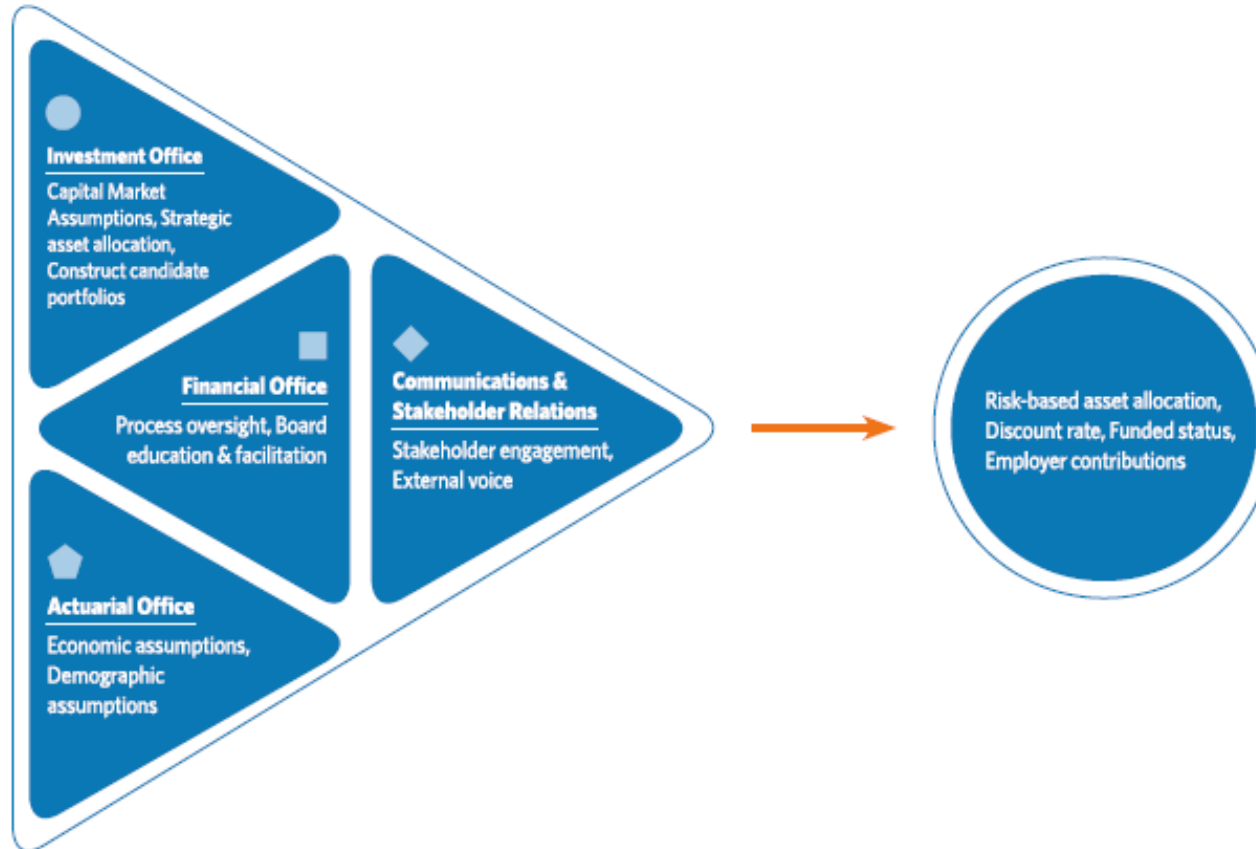 Investment Office
Capital Market
Assumptions, Strategic
asset allocation,
Construct candidate
portfolios
Financial Office
Process oversight, Board
education & facilitation
Communications &
Stakeholder Relations
Stakeholder engagement,
External voice
Actuarial Office
Economic assumptions,
Demographic
assumptions
Risk-based asset allocation,
Discount rate, Funded status,
Employer contributions